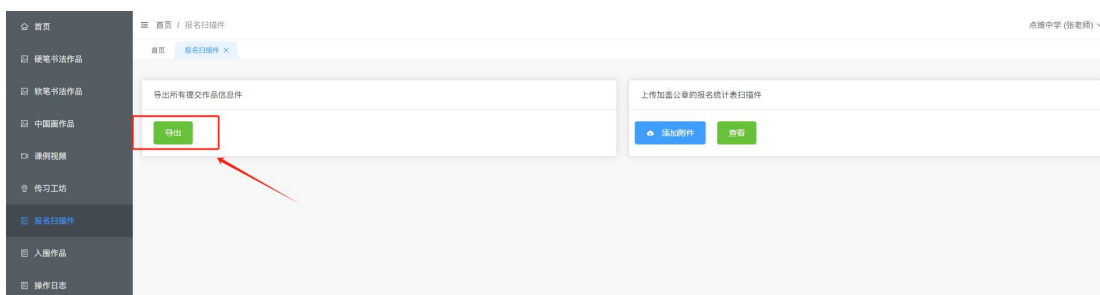 首页
硬笔书法作品
软笔书法作品
中国画作品
课例视频
传习工坊
报名扫描件
入围作品
操作日志
首页 / 报名扫描件
点维中学 (张老师)
首页
报名扫描件 ×
导出所有提交作品信息件
导出
上传加盖公章的报名统计表扫描件
添加附件
查看